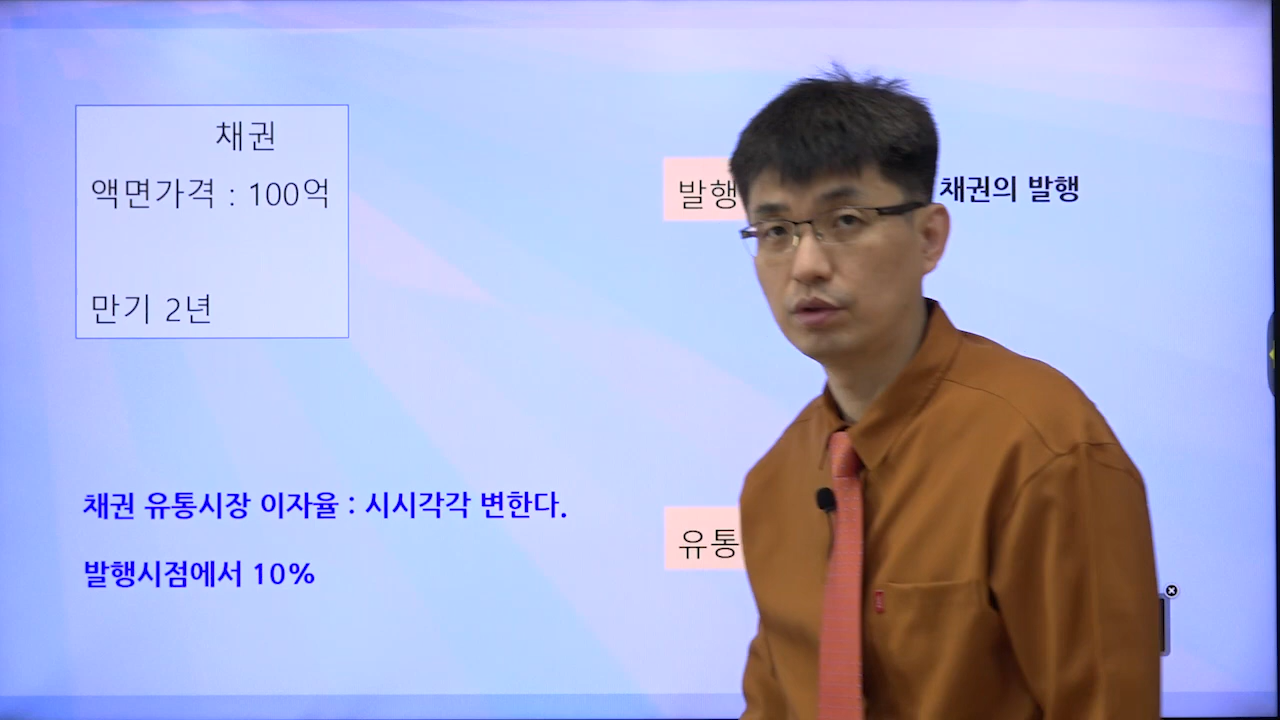 채권
액면가격 : 100억
만기 2년
발행
채권의 발행
채권 유통시장 이자율 : 시시각각 변한다.
발행시점에서 10%
유통